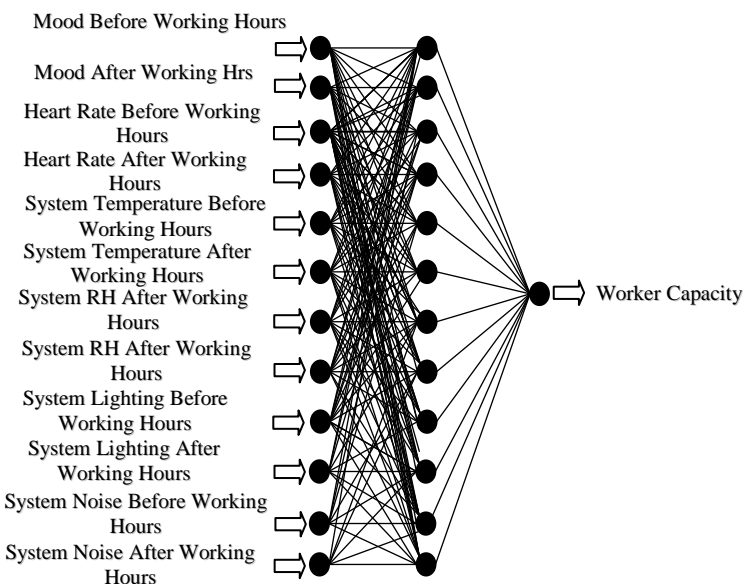 Mood Before Working Hours
Mood After Working Hrs
Heart Rate Before Working
Hours
Heart Rate After Working
Hours
System Temperature Before
Working Hours
System Temperature After
Working Hours
System RH After Working
Hours
System RH After Working
Hours
System Lighting Before
Working Hours
System Lighting After
Working Hours
System Noise Before Working
Hours
System Noise After Working
Hours
Worker Capacity